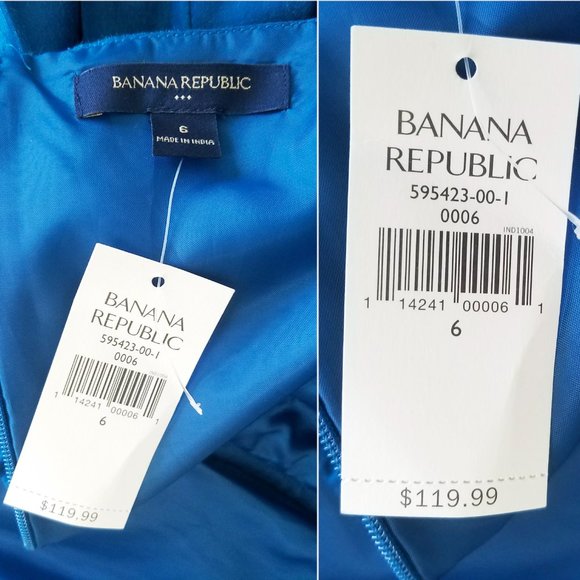 BANANA REPUBLIC
6
MADE IN INDIA
BANANA
REPUBLIC
595423-00-1
0006
IND1004
1 14241 00006 1
6
$119.99
BANANA
REPUBLIC
595423-00-1
0006
IND1004
1 14241 00006 1
6
$119.99